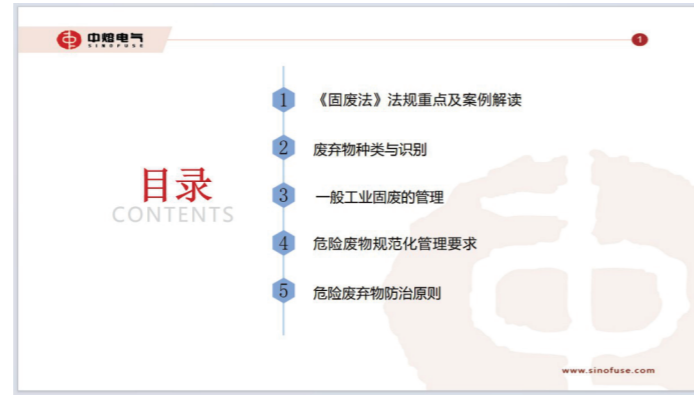 中熔电气
SINOFUSE
1
目录
CONTENTS
1
《固废法》法规重点及案例解读
2
废弃物种类与识别
3
一般工业固废的管理
4
危险废物规范化管理要求
5
危险废弃物防治原则
www.sinofuse.com